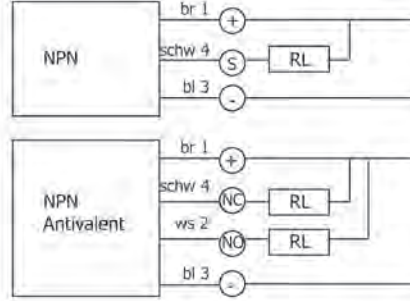 br 1 +
NPN schw 4 S RL
bl 3 -
br 1 +
schw 4 NC RL
NPN
Antivalent ws 2 NO RL
bl 3 -